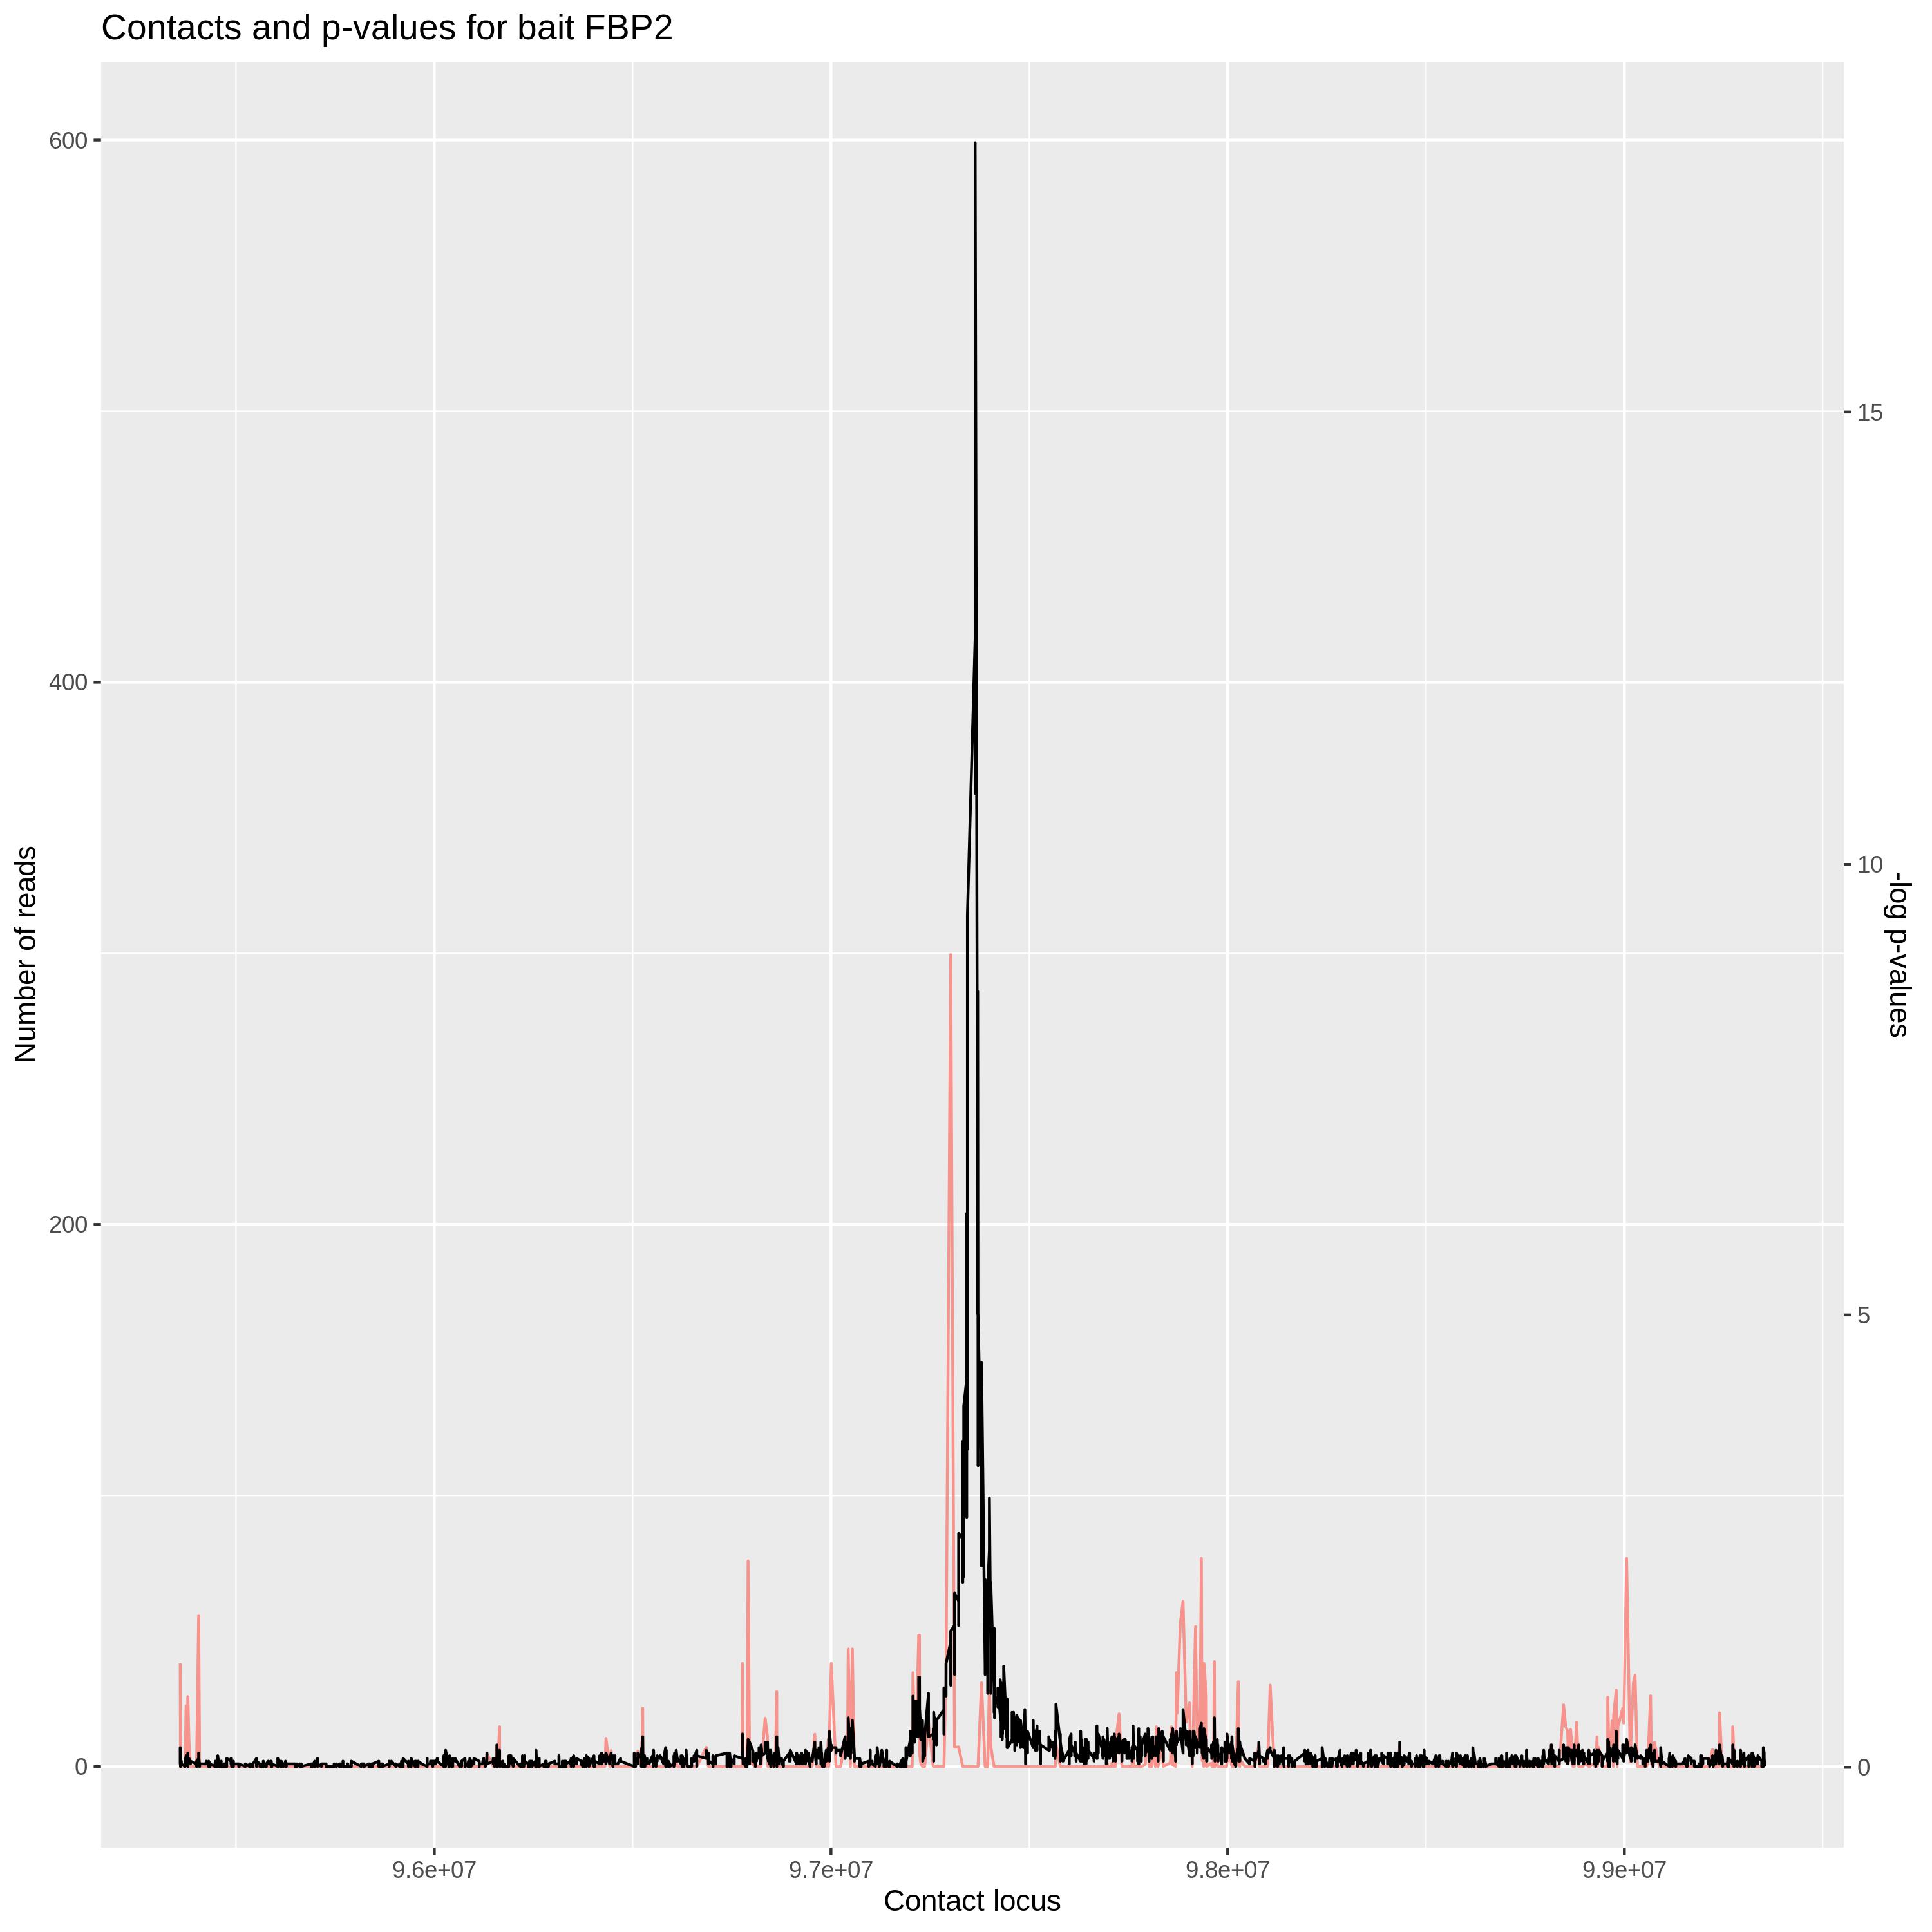 Contacts and p-values for bait FBP2
600
400
200
0
Number of reads
15
10
5
0
-log p-values
9.6e+07 9.7e+07 9.8e+07 9.9e+07
Contact locus